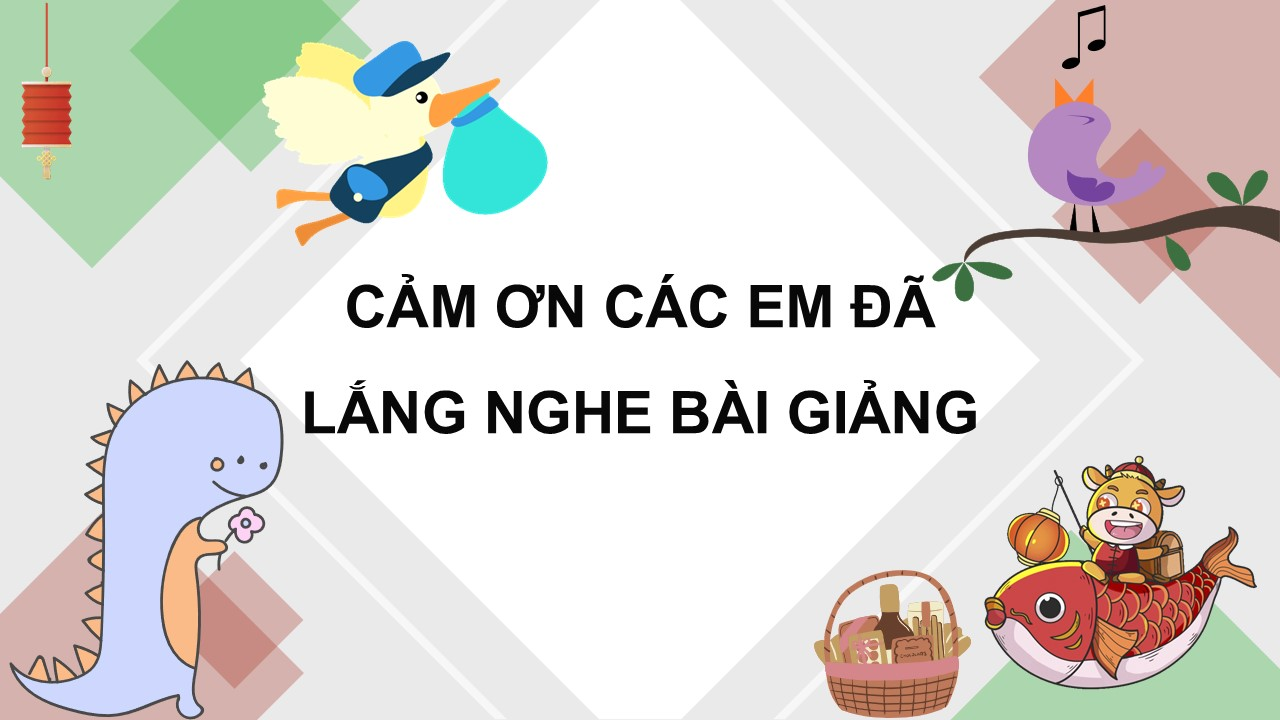 CẢM ƠN CÁC EM ĐÃ
LẮNG NGHE BÀI GIẢNG